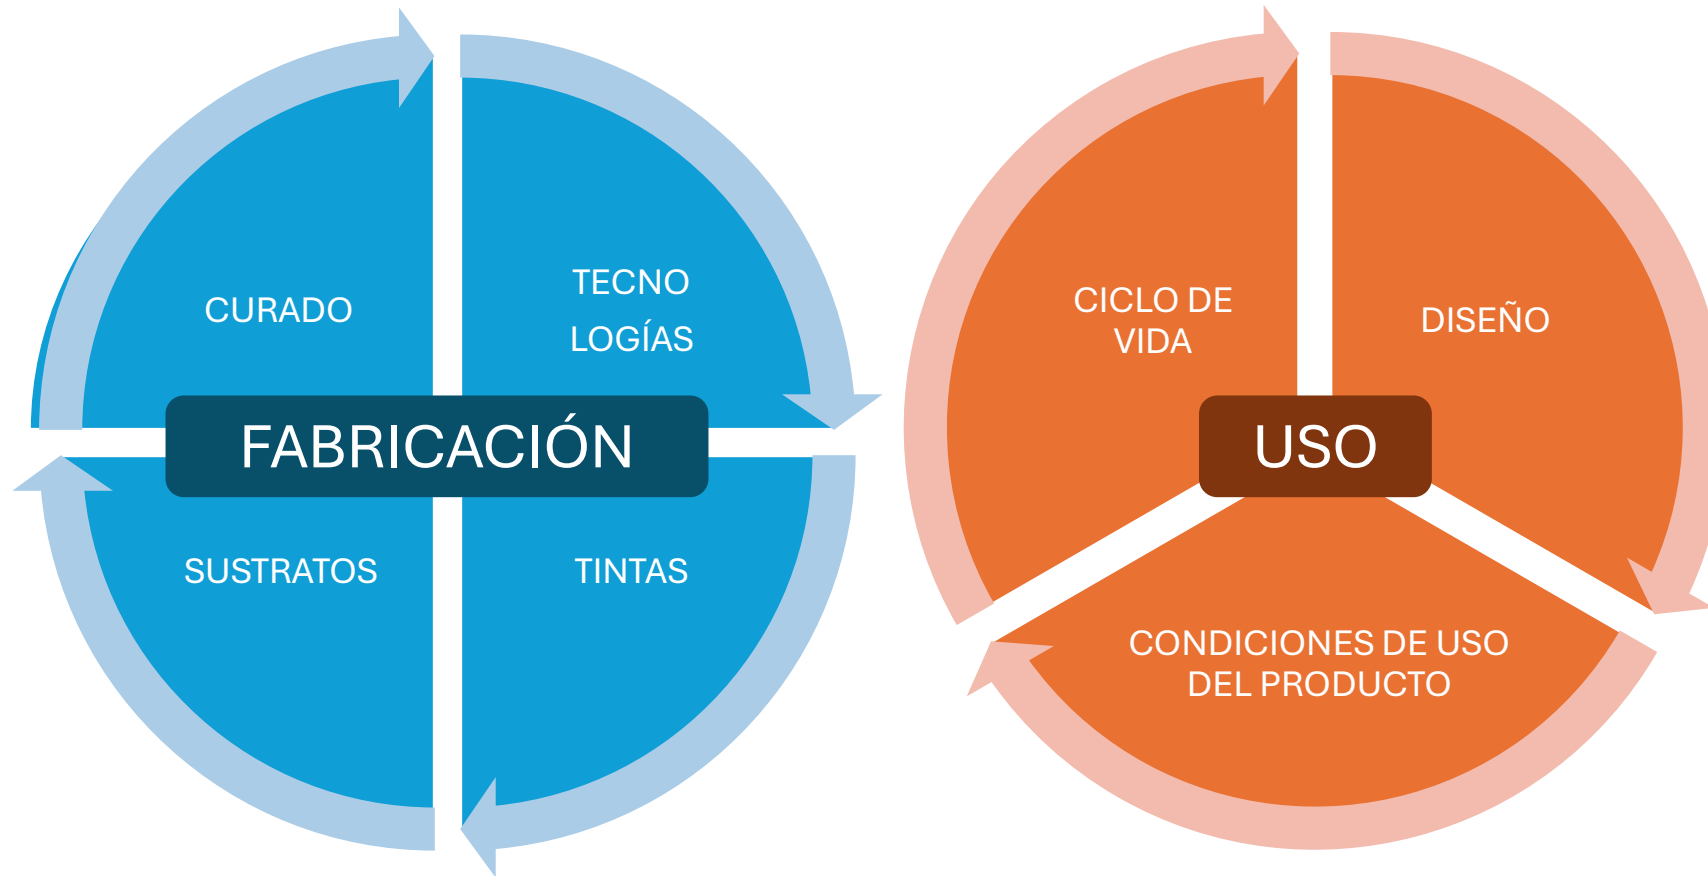 CURADO
TECNO
LOGÍAS
FABRICACIÓN
SUSTRATOS
TINTAS
CICLO DE
VIDA
DISEÑO
USO
CONDICIONES DE USO
DEL PRODUCTO